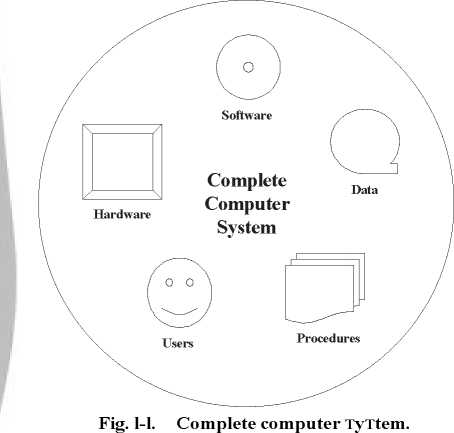 Software
Data
Hardware
Complete
Computer
System
Users
Procedures
Fig. l-l. Complete computer TyTtem.